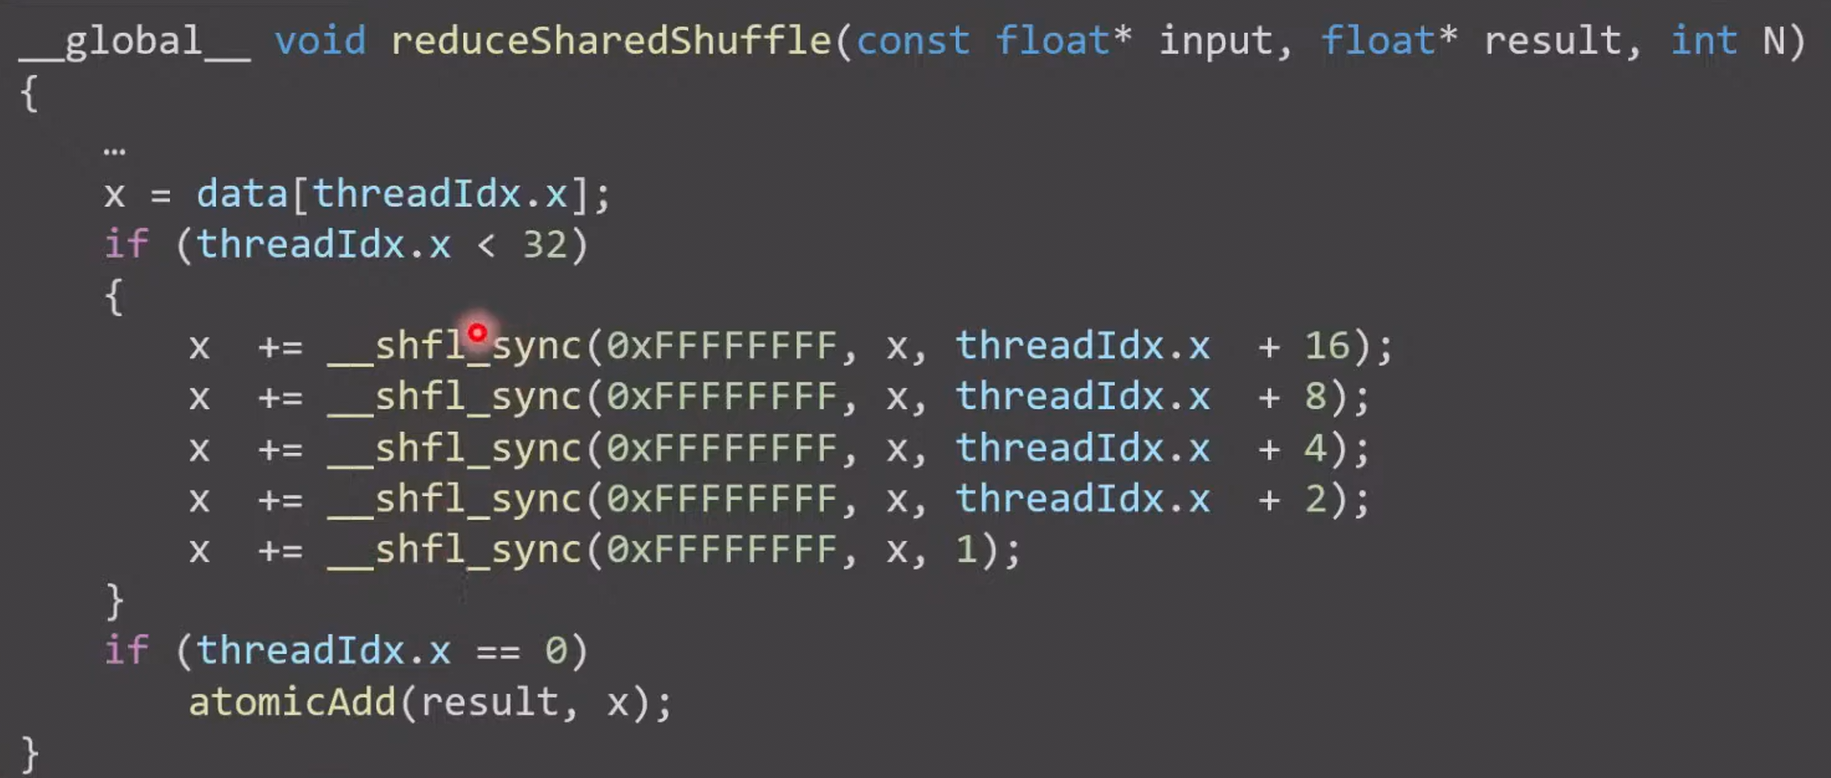 __global__ void reduceSharedShuffle(const float* input, float* result, int N)
{
…
x = data[threadIdx.x];
if (threadIdx.x < 32)
{
x += __shfl_sync(0xFFFFFFFF, x, threadIdx.x + 16);
x += __shfl_sync(0xFFFFFFFF, x, threadIdx.x + 8);
x += __shfl_sync(0xFFFFFFFF, x, threadIdx.x + 4);
x += __shfl_sync(0xFFFFFFFF, x, threadIdx.x + 2);
x += __shfl_sync(0xFFFFFFFF, x, 1);
}
if (threadIdx.x == 0)
atomicAdd(result, x);
}